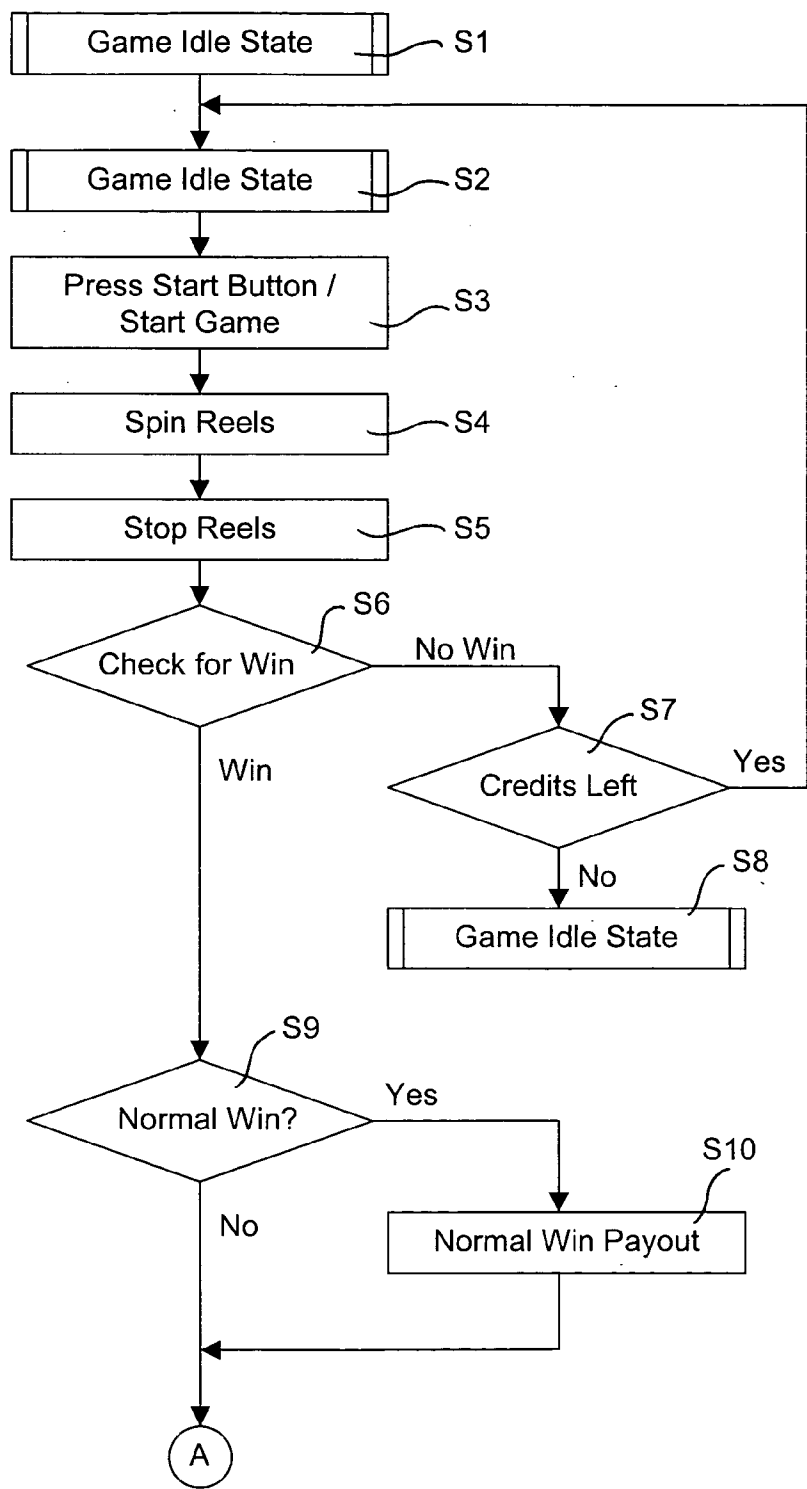 Game Idle State
S1
Game Idle State
S2
Press Start Button /
Start Game
S3
Spin Reels
S4
Stop Reels
S5
S6
Check for Win
No Win
Win
S7
Credits Left
Yes
No
S8
Game Idle State
S9
Normal Win?
Yes
No
S10
Normal Win Payout
A